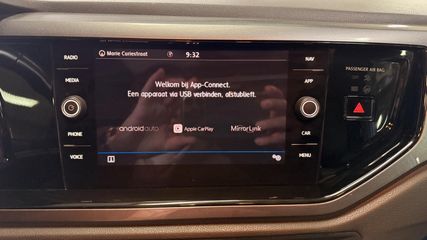 RADIO
Marie Curiestraat
9:32
NAV
MEDIA
APP
Welkom bij App-Connect.
Een apparaat via USB verbinden, alstublieft.
PASSENGER AIR BAG
PHONE
androidauto
Apple CarPlay
MirrorLink
CAR
VOICE
MENU